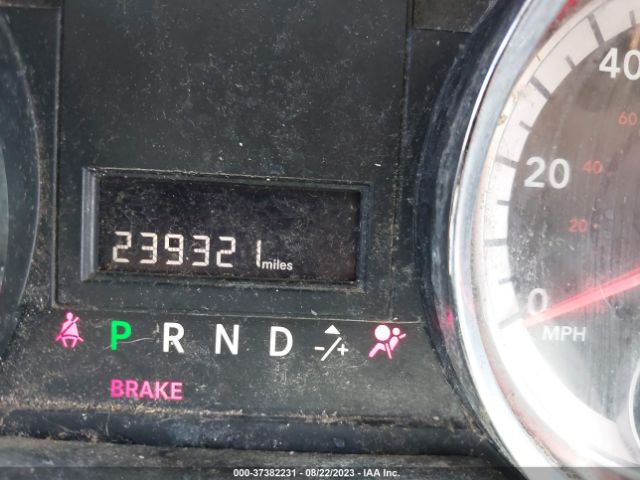 40
60
20
40
20
239321 miles
0
MPH
P R N D -/+
BRAKE
000-37382231 - 08/22/2023 - IAA Inc.